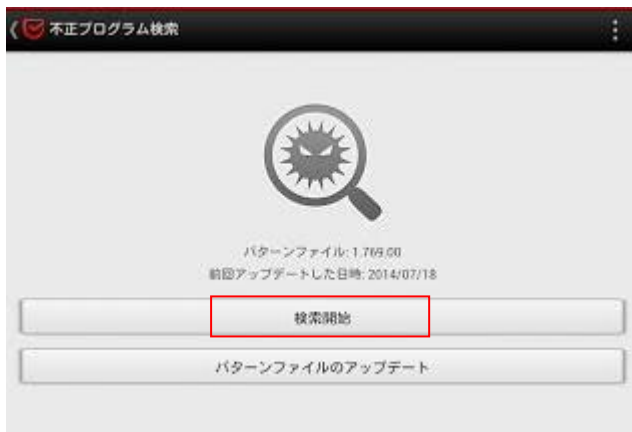 不正プログラム検索
パターンファイル: 1.769.00
前回アップデートした日時: 2014/07/18
検索開始
パターンファイルのアップデート